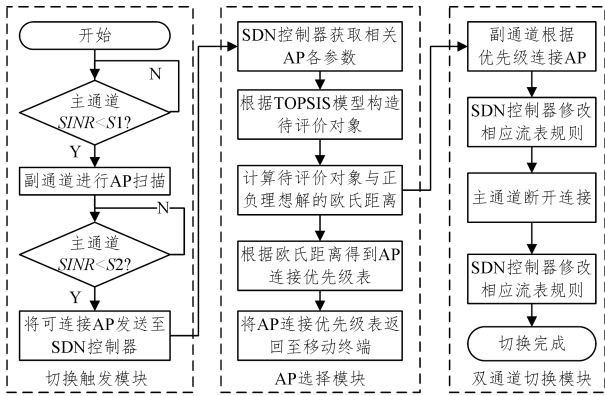 开始
N
主通道
SINR<S1?
Y
副通道进行AP扫描
N
主通道
SINR<S2?
Y
将可连接AP发送至
SDN控制器
切换触发模块
SDN控制器获取相关
AP各参数
根据TOPSIS模型构造
待评价对象
计算待评价对象与正
负理想解的欧氏距离
根据欧氏距离得到AP
连接优先级表
将AP连接优先级表返
回至移动终端
AP选择模块
副通道根据
优先级连接AP
SDN控制器修改
相应流表规则
主通道断开连接
SDN控制器修改
相应流表规则
切换完成
双通道切换模块